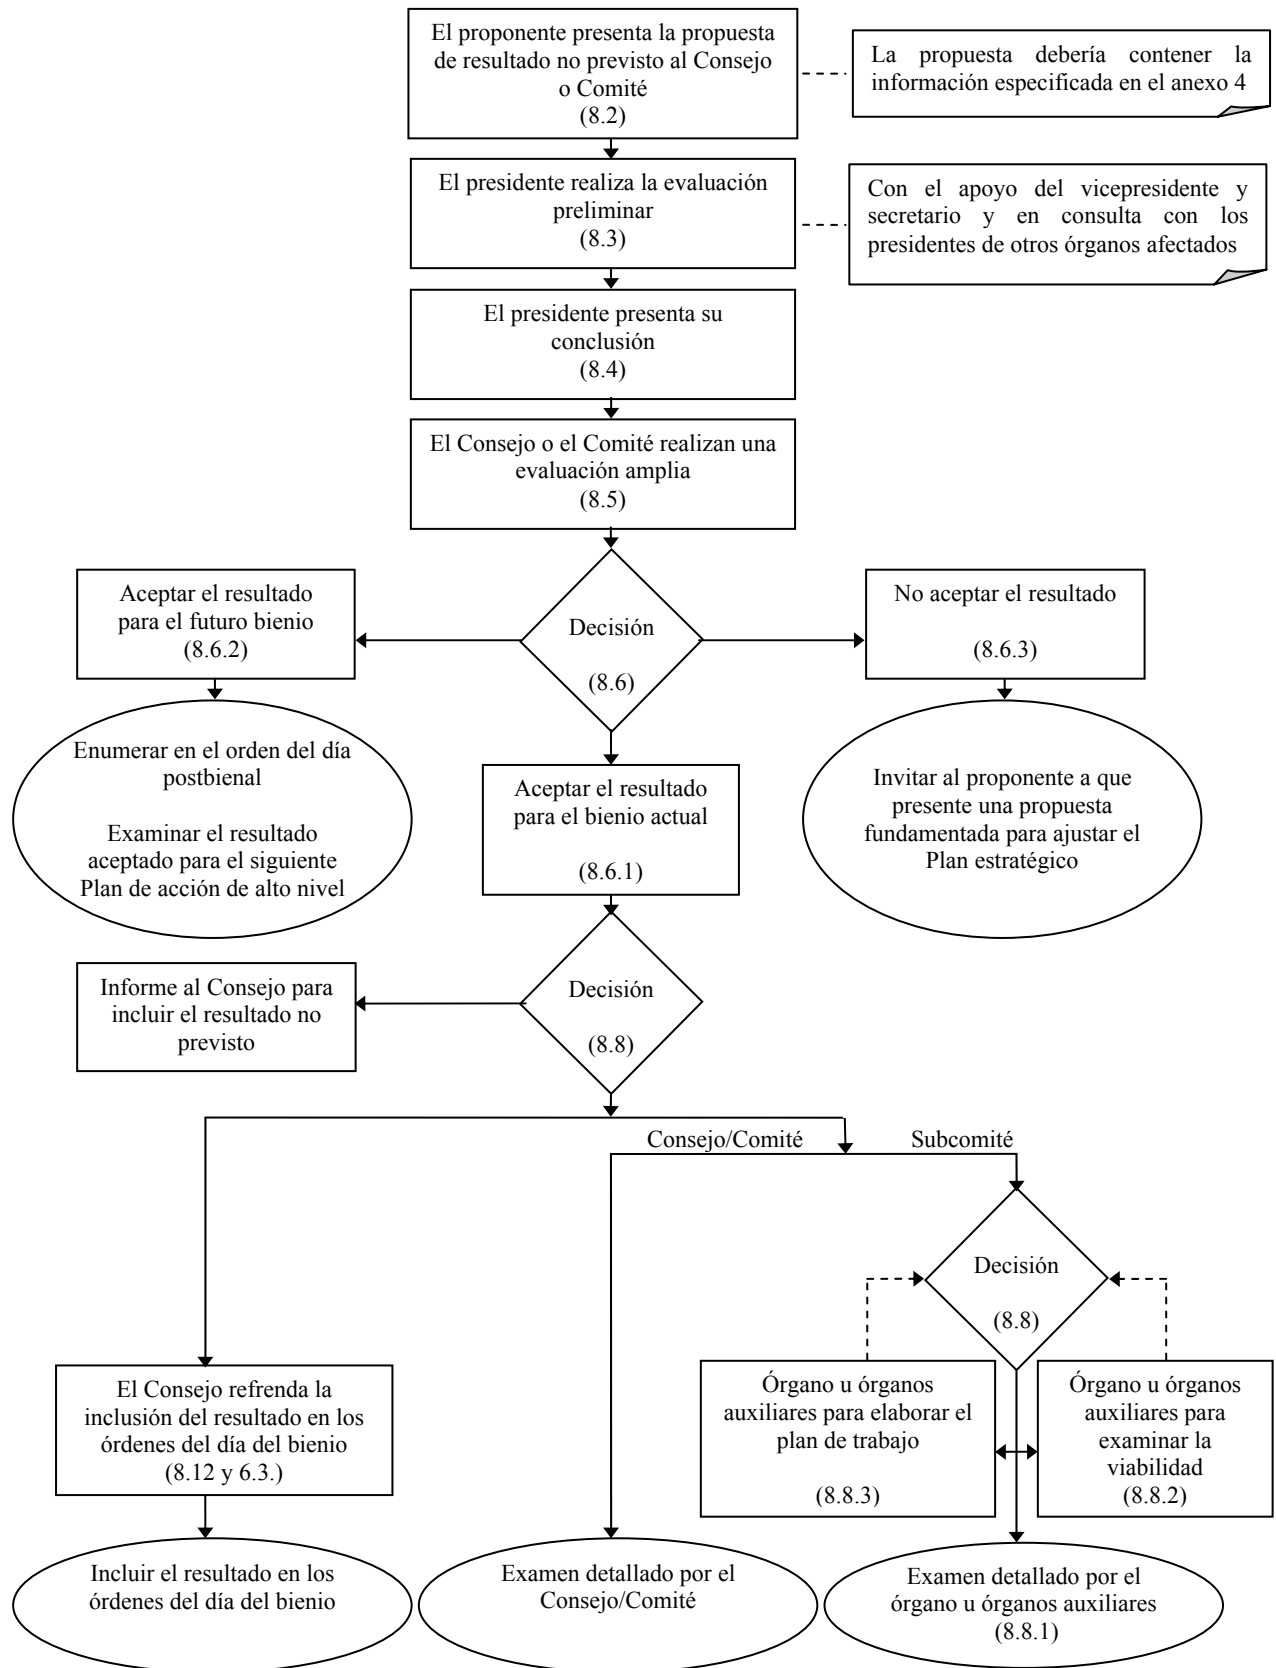 El proponente presenta la propuesta
de resultado no previsto al Consejo
o Comité
(8.2)
La propuesta debería contener la
información especificada en el anexo 4
El presidente realiza la evaluación
preliminar
(8.3)
Con el apoyo del vicepresidente y
secretario y en consulta con los
presidentes de otros órganos afectados
El presidente presenta su
conclusión
(8.4)
El Consejo o el Comité realizan una
evaluación amplia
(8.5)
Aceptar el resultado
para el futuro bienio
(8.6.2)
Decisión
(8.6)
No aceptar el resultado
(8.6.3)
Enumerar en el orden del día
postbienal
Examinar el resultado
aceptado para el siguiente
Plan de acción de alto nivel
Aceptar el resultado
para el bienio actual
(8.6.1)
Invitar al proponente a que
presente una propuesta
fundamentada para ajustar el
Plan estratégico
Informe al Consejo para
incluir el resultado no
previsto
Decisión
(8.8)
Consejo/Comité
Subcomité
Decisión
(8.8)
El Consejo refrenda la
inclusión del resultado en los
órdenes del día del bienio
(8.12 y 6.3.)
Órgano u órganos
auxiliares para elaborar el
plan de trabajo
(8.8.3)
Órgano u órganos
auxiliares para
examinar la
viabilidad
(8.8.2)
Incluir el resultado en los
órdenes del día del bienio
Examen detallado por el
Consejo/Comité
Examen detallado por el
órgano u órganos auxiliares
(8.8.1)